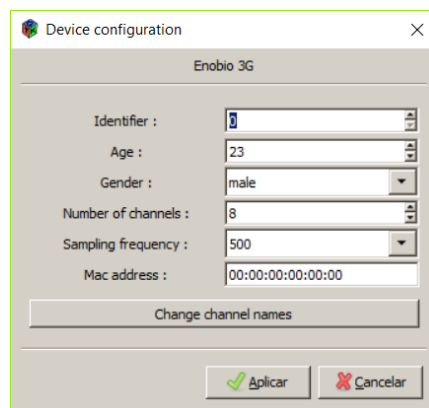 Device configuration
Enobio 3G
Identifier : 0
Age : 23
Gender : male
Number of channels : 8
Sampling frequency : 500
Mac address : 00:00:00:00:00:00
Change channel names
Aplicar Cancelar